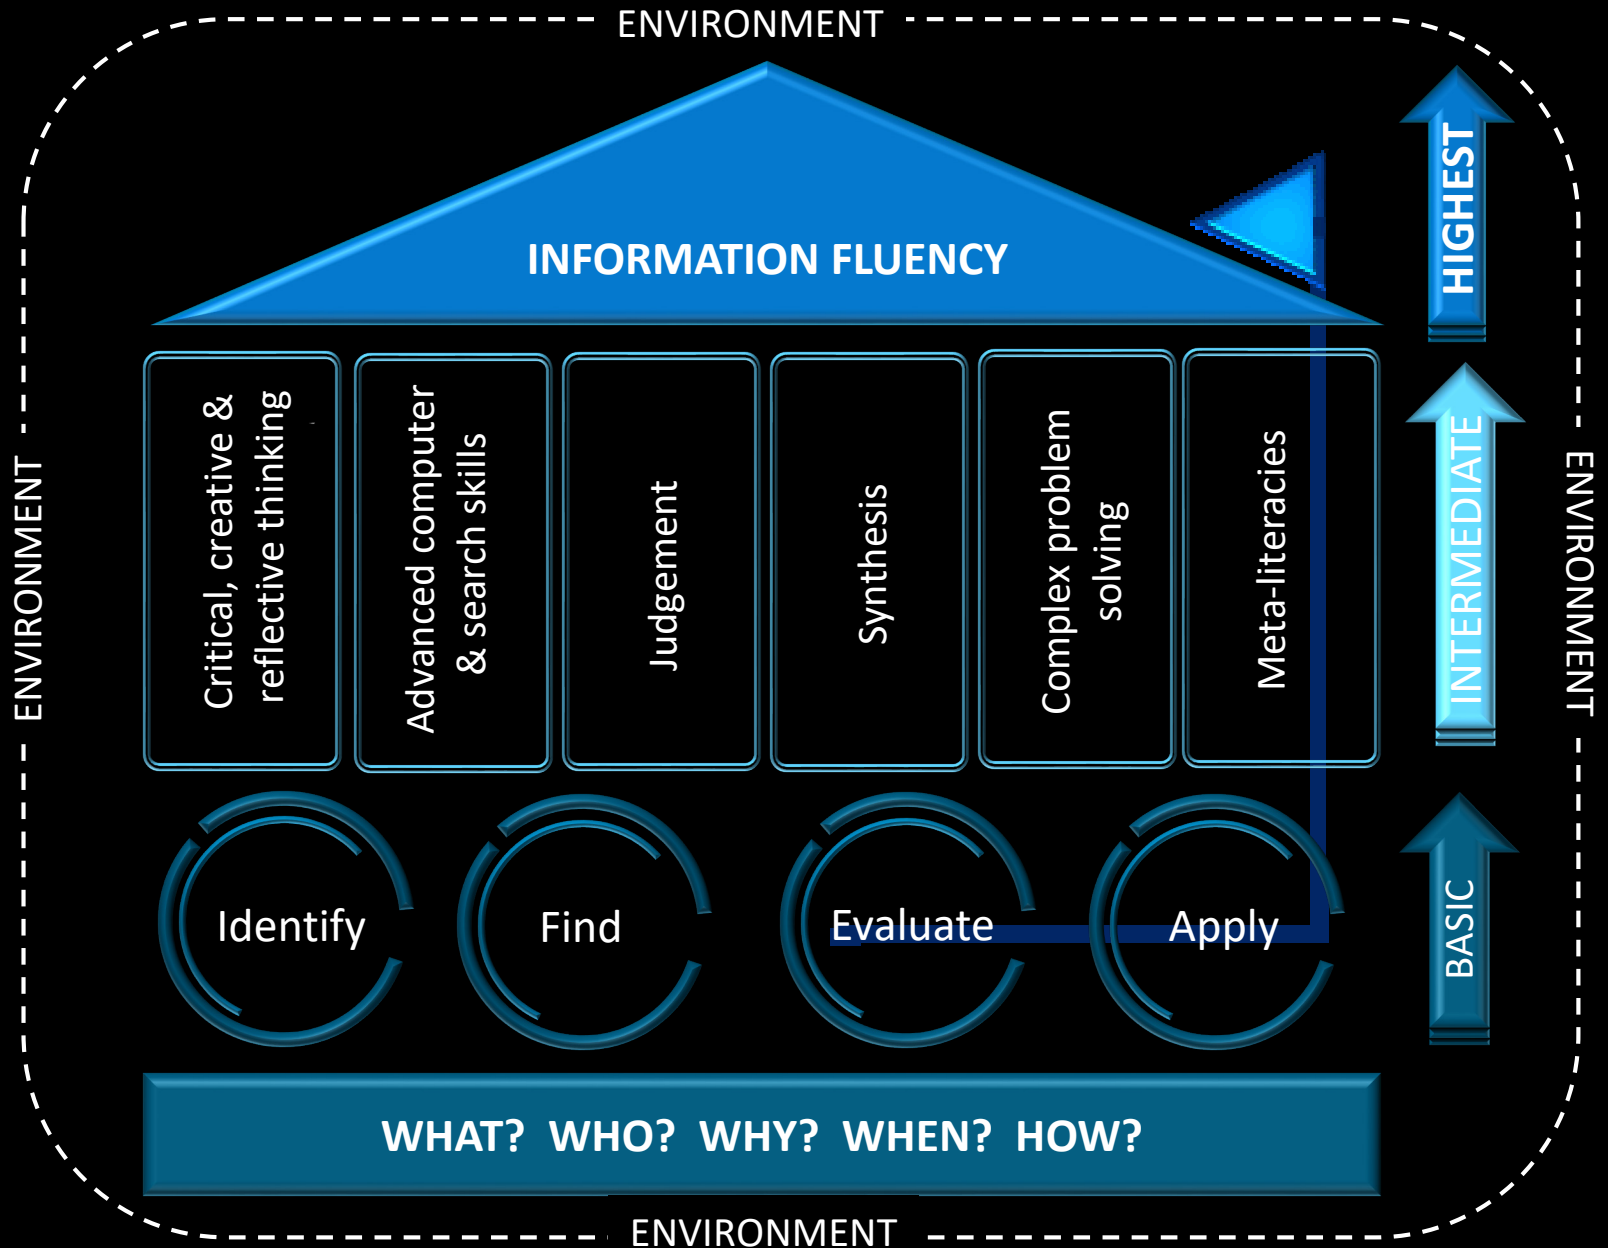 ENVIRONMENT
INFORMATION FLUENCY
HIGHEST
Critical, creative &
reflective thinking
Advanced computer
& search skills
Judgement
Synthesis
Complex problem
solving
Meta-literacies
INTERMEDIATE
ENVIRONMENT
ENVIRONMENT
Identify
Find
Evaluate
Apply
BASIC
WHAT? WHO? WHY? WHEN? HOW?
ENVIRONMENT